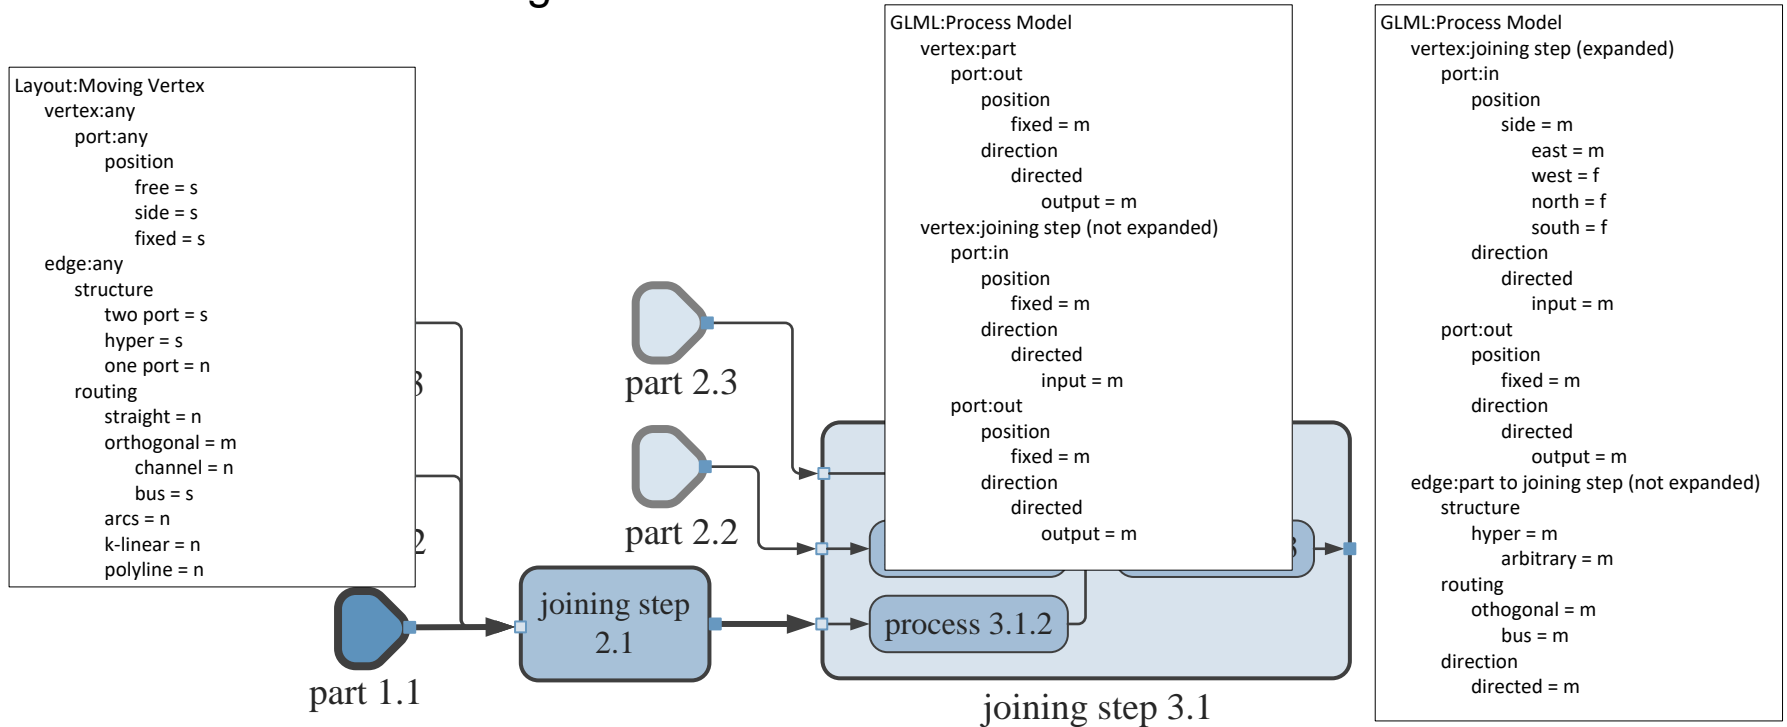 Layout:Moving Vertex
vertex:any
port:any
position
free = s
side = s
fixed = s
edge:any
structure
two port = s
hyper = s
one port = n
routing
straight = n
orthogonal = m
channel = n
bus = s
arcs = n
k-linear = n
polyline = n
part 1.1
joining step
2.1
part 2.3
part 2.2
GLML:Process Model
vertex:part
port:out
position
fixed = m
direction
directed
output = m
vertex:joining step (not expanded)
port:in
position
fixed = m
direction
directed
input = m
port:out
position
fixed = m
direction
directed
output = m
process 3.1.2
joining step 3.1
GLML:Process Model
vertex:joining step (expanded)
port:in
position
side = m
east = m
west = f
north = f
south = f
direction
directed
input = m
port:out
position
fixed = m
direction
directed
output = m
edge:part to joining step (not expanded)
structure
hyper = m
arbitrary = m
routing
othogonal = m
bus = m
direction
directed = m